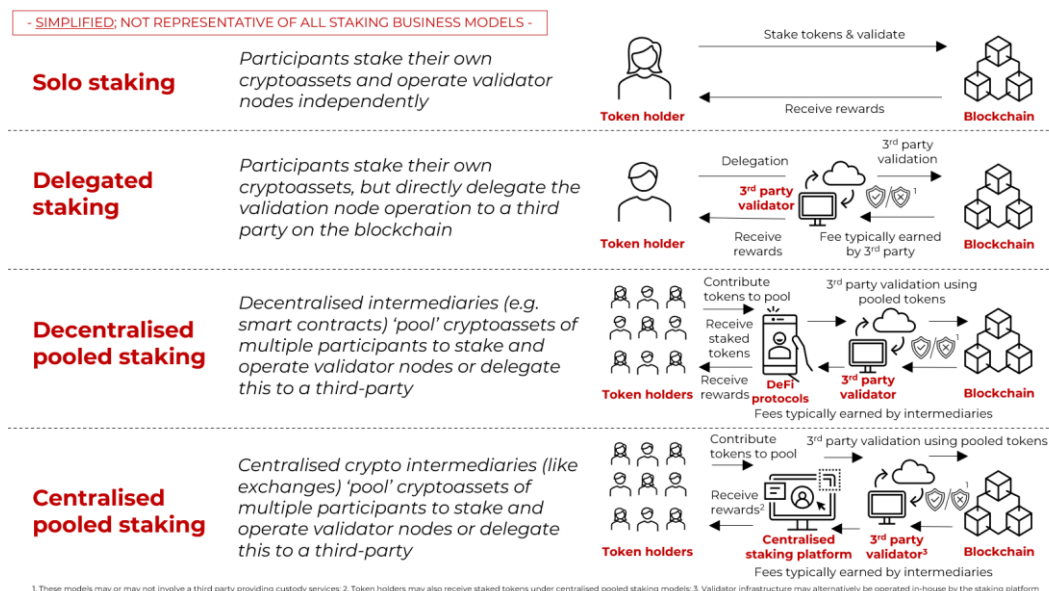 - SIMPLIFIED; NOT REPRESENTATIVE OF ALL STAKING BUSINESS MODELS -
Solo staking
Participants stake their own
cryptoassets and operate validator
nodes independently
Stake tokens & validate
Receive rewards
Token holder
Blockchain
Delegated
staking
Participants stake their own
cryptoassets, but directly delegate the
validation node operation to a third
party on the blockchain
Delegation
3rd party
validator
3rd party
validation
1
Receive
rewards
Fee typically earned
by 3rd party
Token holder
Blockchain
Decentralised
pooled staking
Decentralised intermediaries (e.g.
smart contracts) ‘pool’ cryptoassets of
multiple participants to stake and
operate validator nodes or delegate
this to a third-party
Contribute
tokens to pool
3rd party validation using
pooled tokens
Receive
staked
tokens
1
Receive
rewards
Token holders
DeFi
protocols
3rd party
validator
Blockchain
Fees typically earned by intermediaries
Centralised
pooled staking
Centralised crypto intermediaries (like
exchanges) ‘pool’ cryptoassets of
multiple participants to stake and
operate validator nodes or delegate
this to a third-party
Contribute
tokens to pool
3rd party validation using pooled tokens
Receive
rewards2
1
Token holders
Centralised
staking platform
3rd party
validator3
Blockchain
Fees typically earned by intermediaries
1. These models may or may not involve a third party providing custody services; 2. Token holders may also receive staked tokens under centralised pooled staking models; 3. Validator infrastructure may alternatively be operated in-house by the staking platform